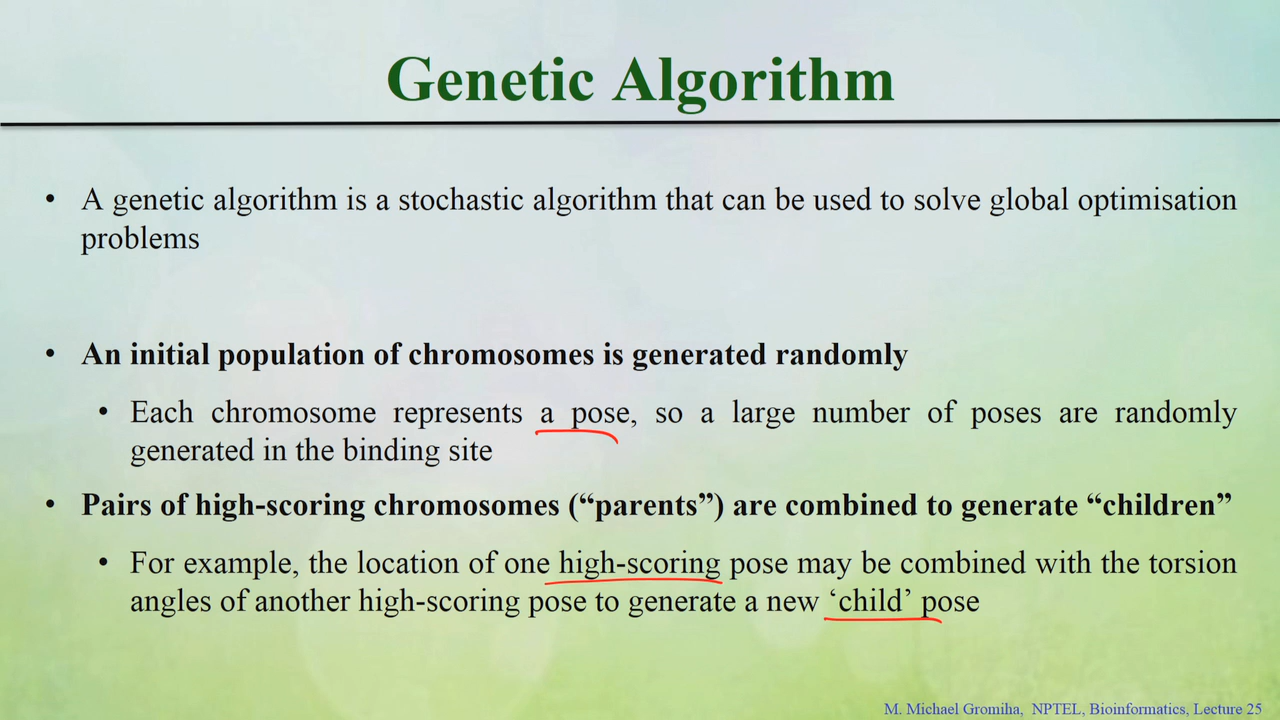 Genetic Algorithm
• A genetic algorithm is a stochastic algorithm that can be used to solve global optimisation
problems
• An initial population of chromosomes is generated randomly
• Each chromosome represents a pose, so a large number of poses are randomly
generated in the binding site
• Pairs of high-scoring chromosomes (“parents”) are combined to generate “children”
• For example, the location of one high-scoring pose may be combined with the torsion
angles of another high-scoring pose to generate a new ‘child’ pose
M. Michael Gromiha, NPTEL, Bioinformatics, Lecture 25